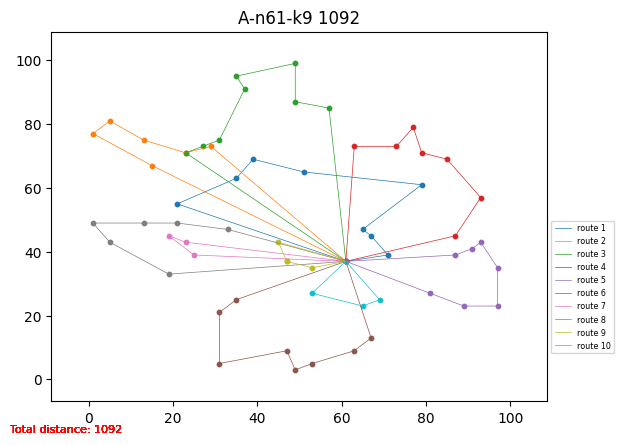 A-n61-k9 1092
100
80
60
40
20
0
0 20 40 60 80 100
route 1
route 2
route 3
route 4
route 5
route 6
route 7
route 8
route 9
route 10
Total distance: 1092